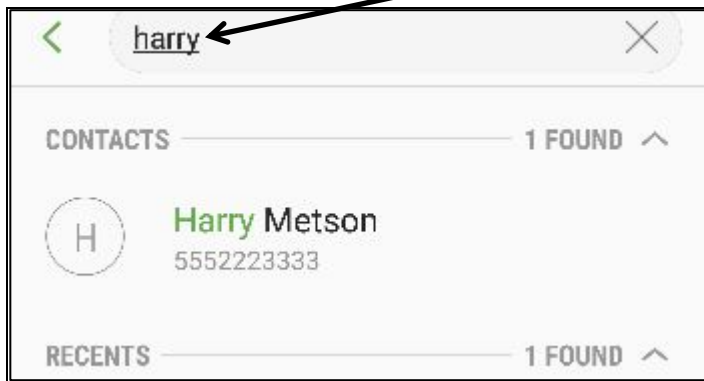 harry
CONTACTS 1 FOUND
H
Harry Metson
5552223333
RECENTS 1 FOUND